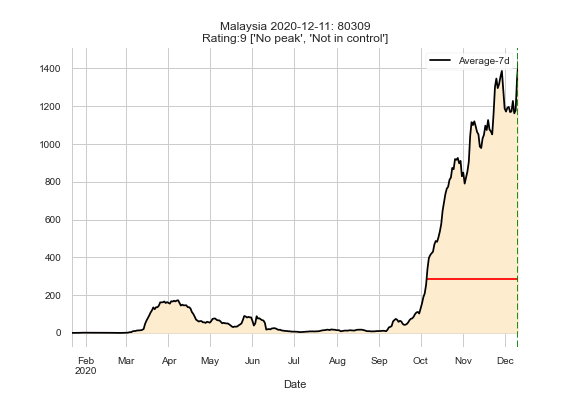 Malaysia 2020-12-11: 80309
Rating:9 ['No peak', 'Not in control']
Average-7d
1400
1200
1000
800
600
400
200
0
Feb Mar Apr May Jun Jul Aug Sep Oct Nov Dec
2020
Date